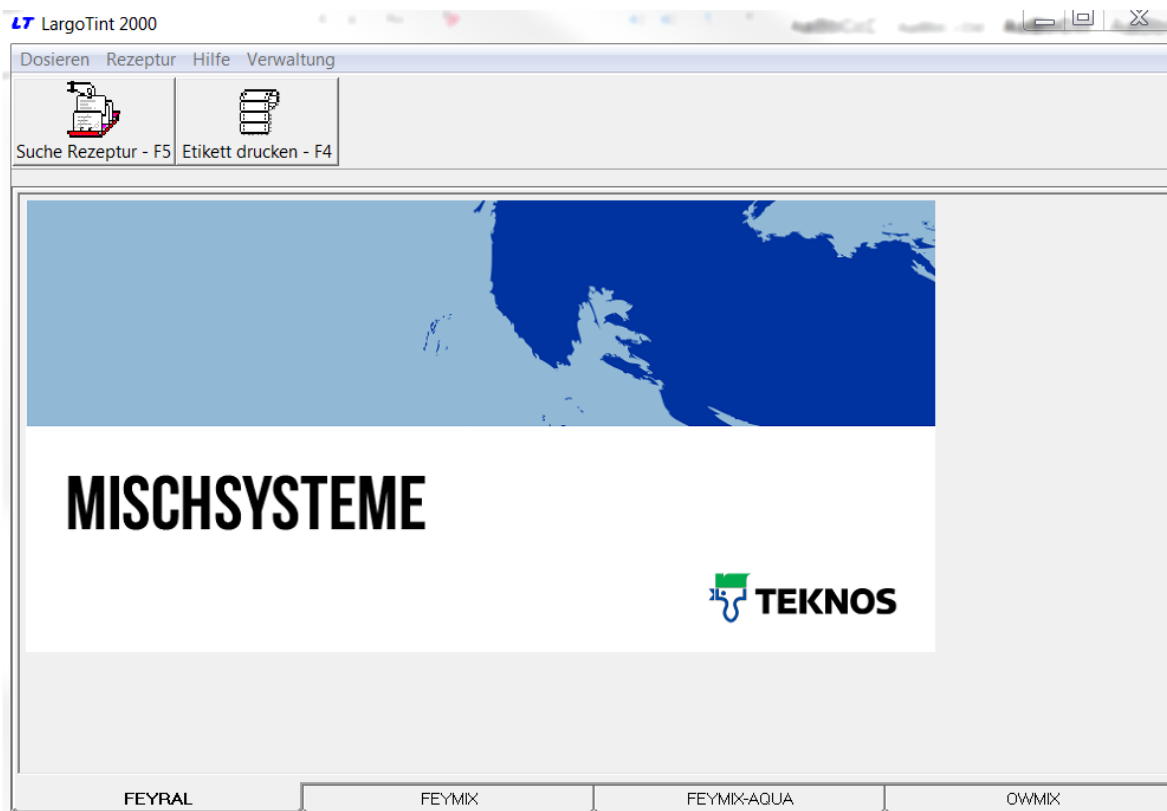 LT LargoTint 2000
Dosieren Rezeptur Hilfe Verwaltung
Suche Rezeptur - F5 Etikett drucken - F4
MISCHSYSTEME
TEKNOS
FEYRAL FEYMIX FEYMIX-AQUA OWMIX